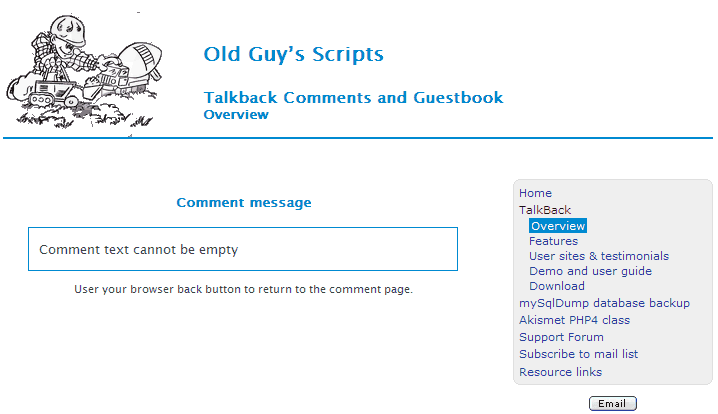 Old Guy's Scripts
Talkback Comments and Guestbook
Overview
Comment message
Comment text cannot be empty
User your browser back button to return to the comment page.
Home
TalkBack
Overview
Features
User sites & testimonials
Demo and user guide
Download
mySqlDump database backup
Akismet PHP4 class
Support Forum
Subscribe to mail list
Resource links
Email